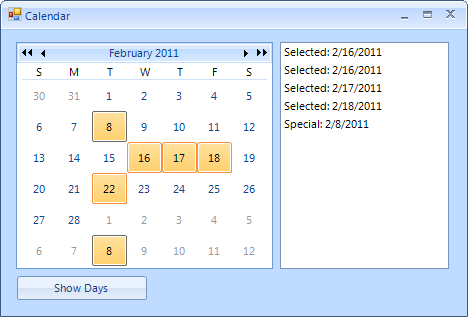 Calendar
February 2011
S M T W T F S
30 31 1 2 3 4 5
6 7 8 9 10 11 12
13 14 15 16 17 18 19
20 21 22 23 24 25 26
27 28 1 2 3 4 5
6 7 8 9 10 11 12
Selected: 2/16/2011
Selected: 2/16/2011
Selected: 2/17/2011
Selected: 2/18/2011
Special: 2/8/2011
Show Days